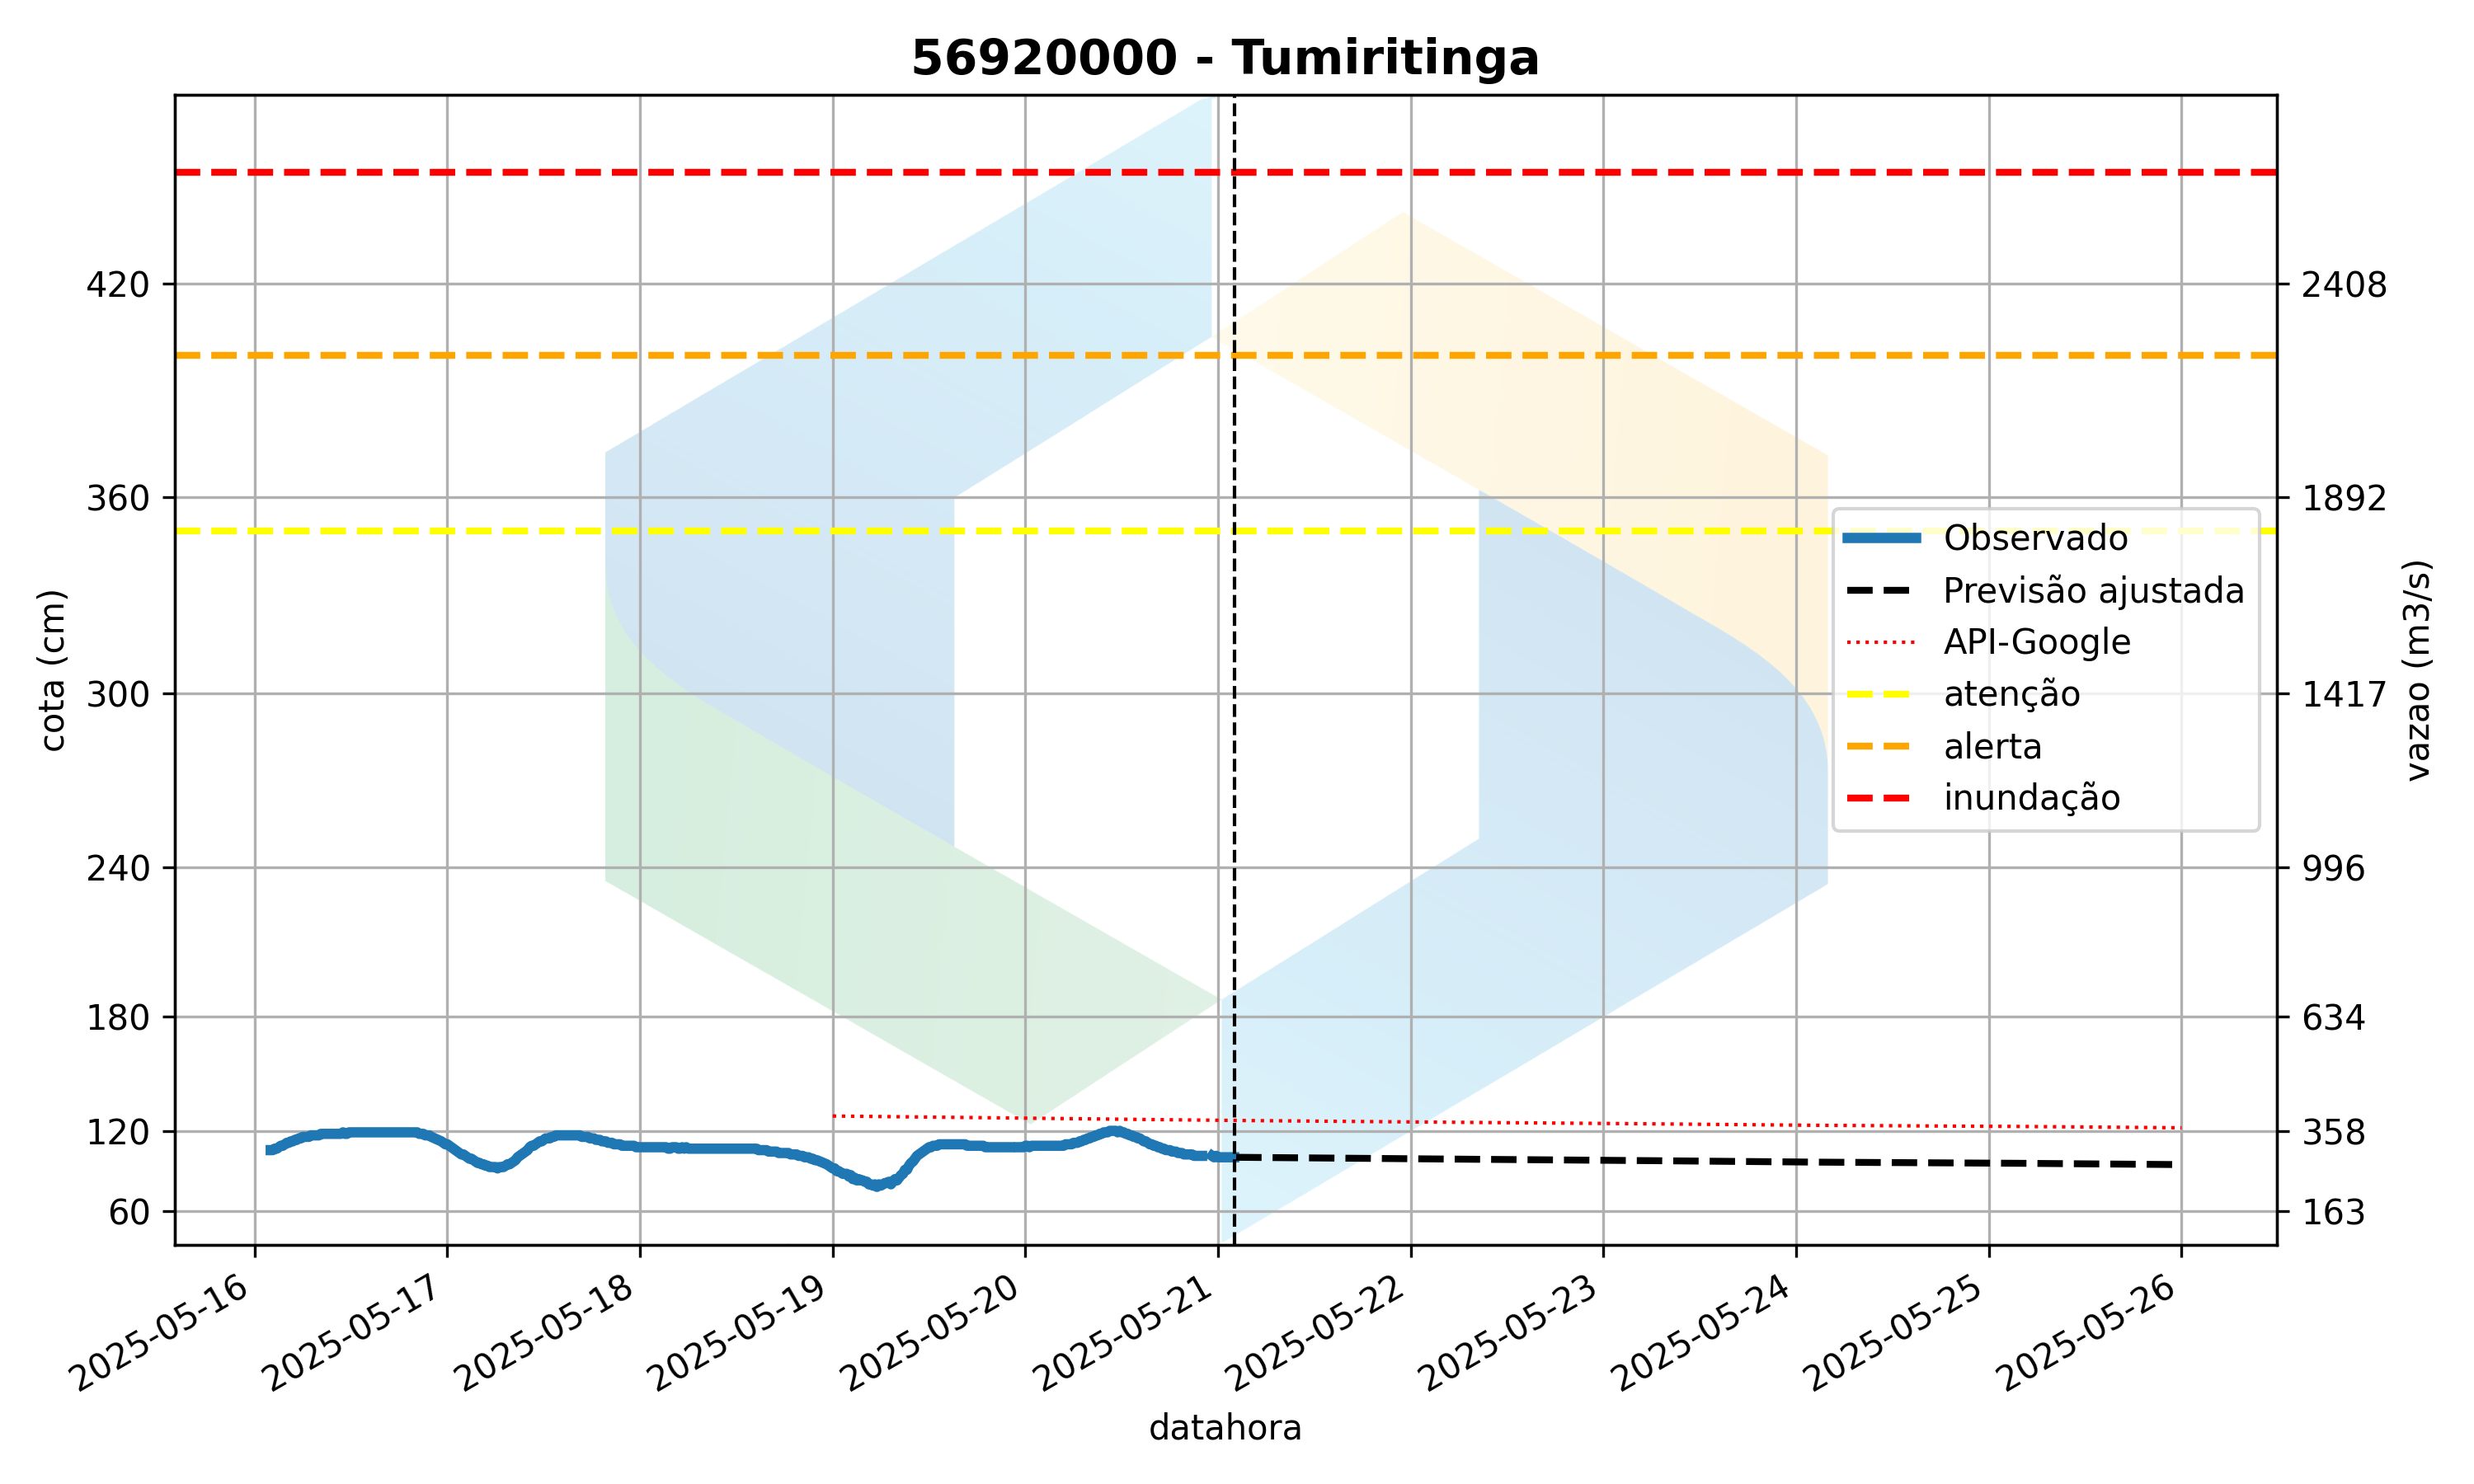 56920000 - Tumiritinga
420
360
300
240
180
120
60
cota (cm)
2408
1892
1417
996
634
358
163
vazao (m3/s)
Observado
Previsão ajustada
API-Google
atenção
alerta
inundação
2025-05-16
2025-05-17
2025-05-18
2025-05-19
2025-05-20
2025-05-21
2025-05-22
2025-05-23
2025-05-24
2025-05-25
2025-05-26
datahora